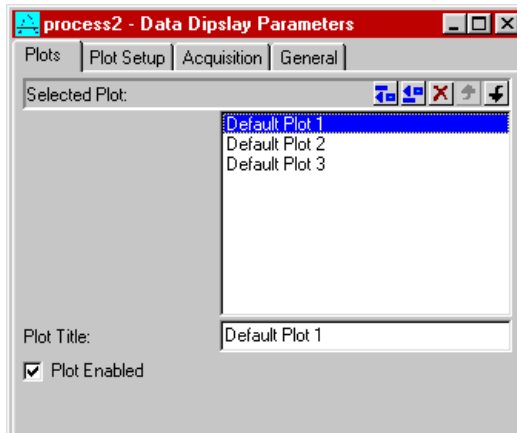 process2 - Data Dipslay Parameters
Plots Plot Setup Acquisition General
Selected Plot:
Default Plot 1
Default Plot 2
Default Plot 3
Plot Title: Default Plot 1
Plot Enabled